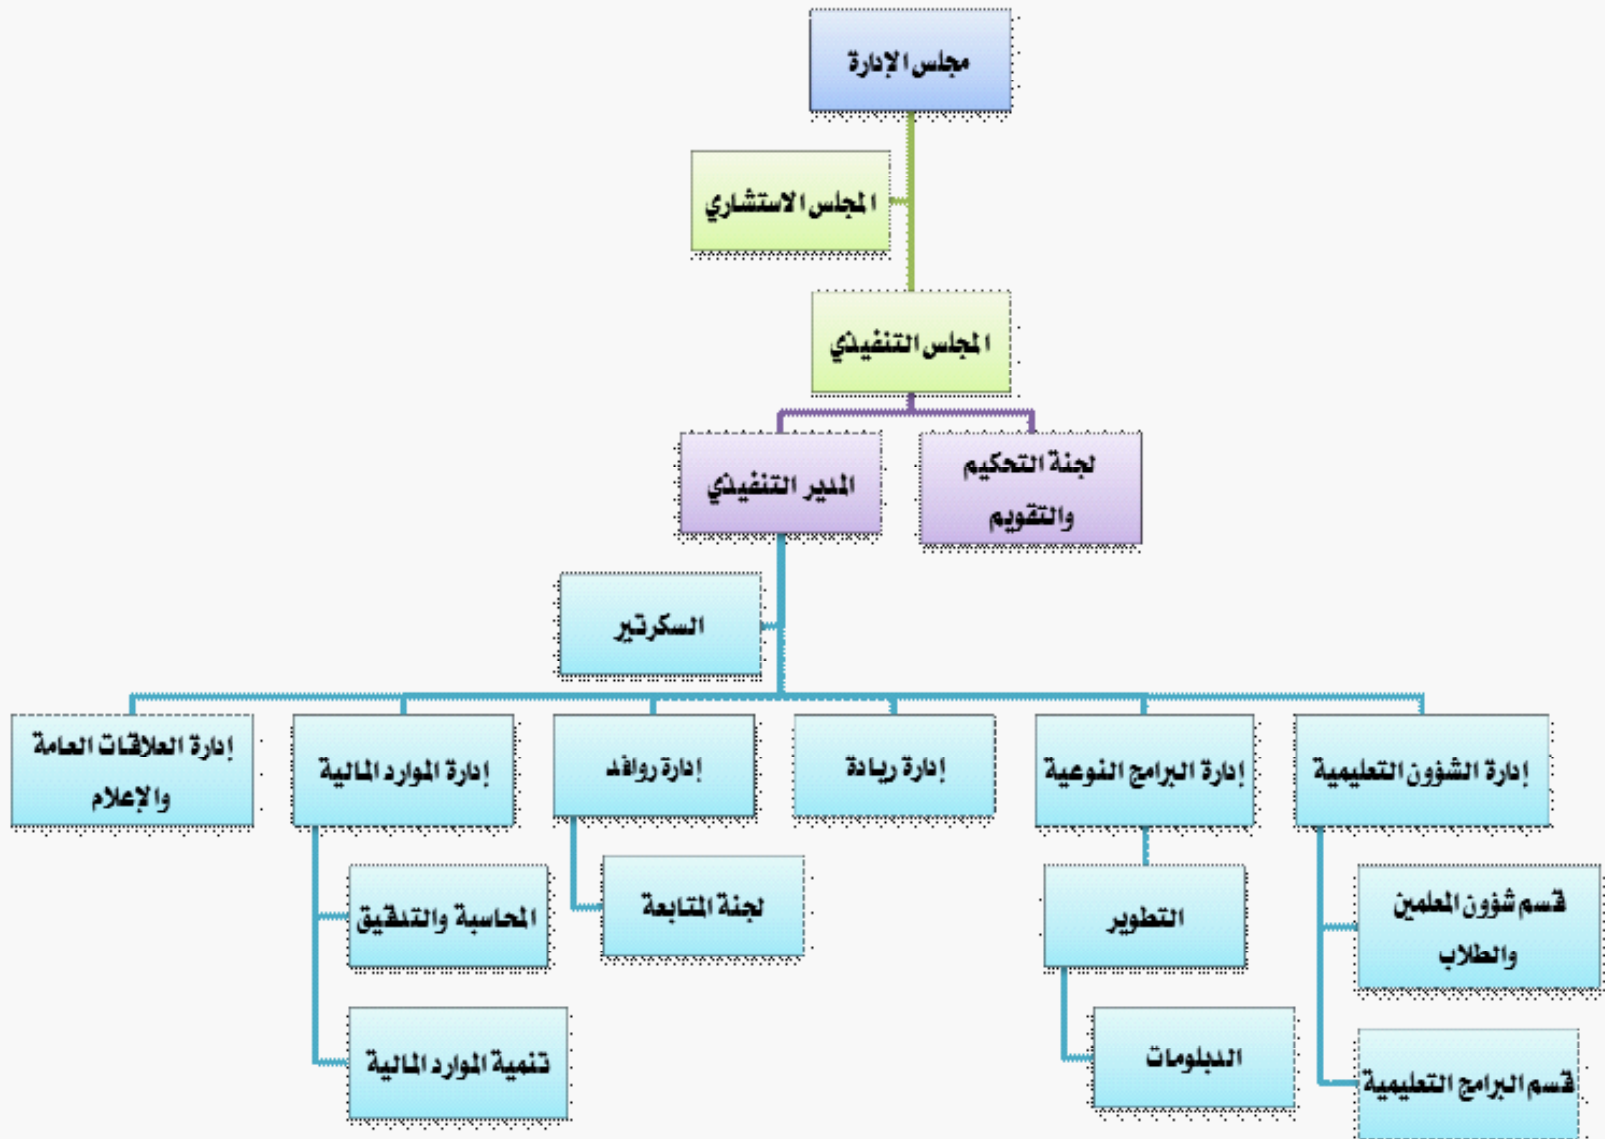 مجلس الإدارة
المجلس الاستشاري
المجلس التنفيذي
لجنة التحكيم
والتقويم
المدير التنفيذي
السكرتير
إدارة الشؤون التعليمية
إدارة البرامج النوعية
إدارة ريادة
إدارة روافد
إدارة الموارد المالية
إدارة العلاقات العامة
والإعلام
قسم شؤون المعلمين
والطلاب
التطوير
لجنة المتابعة
المحاسبة والتدقيق
قسم البرامج التعليمية
الدبلومات
تنمية الموارد المالية